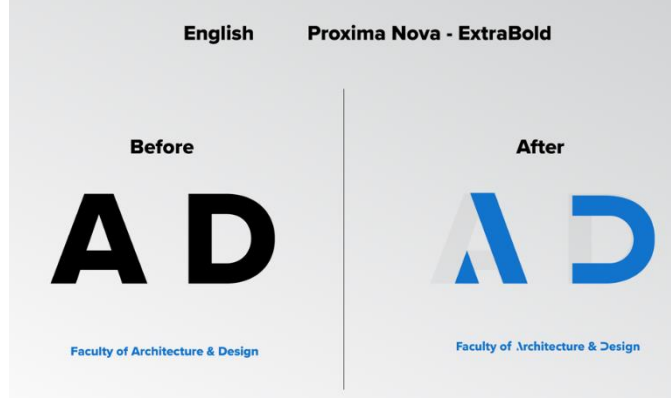 English Proxima Nova - ExtraBold
Before
A D
Faculty of Architecture & Design
After
A D
Faculty of Architecture & Design